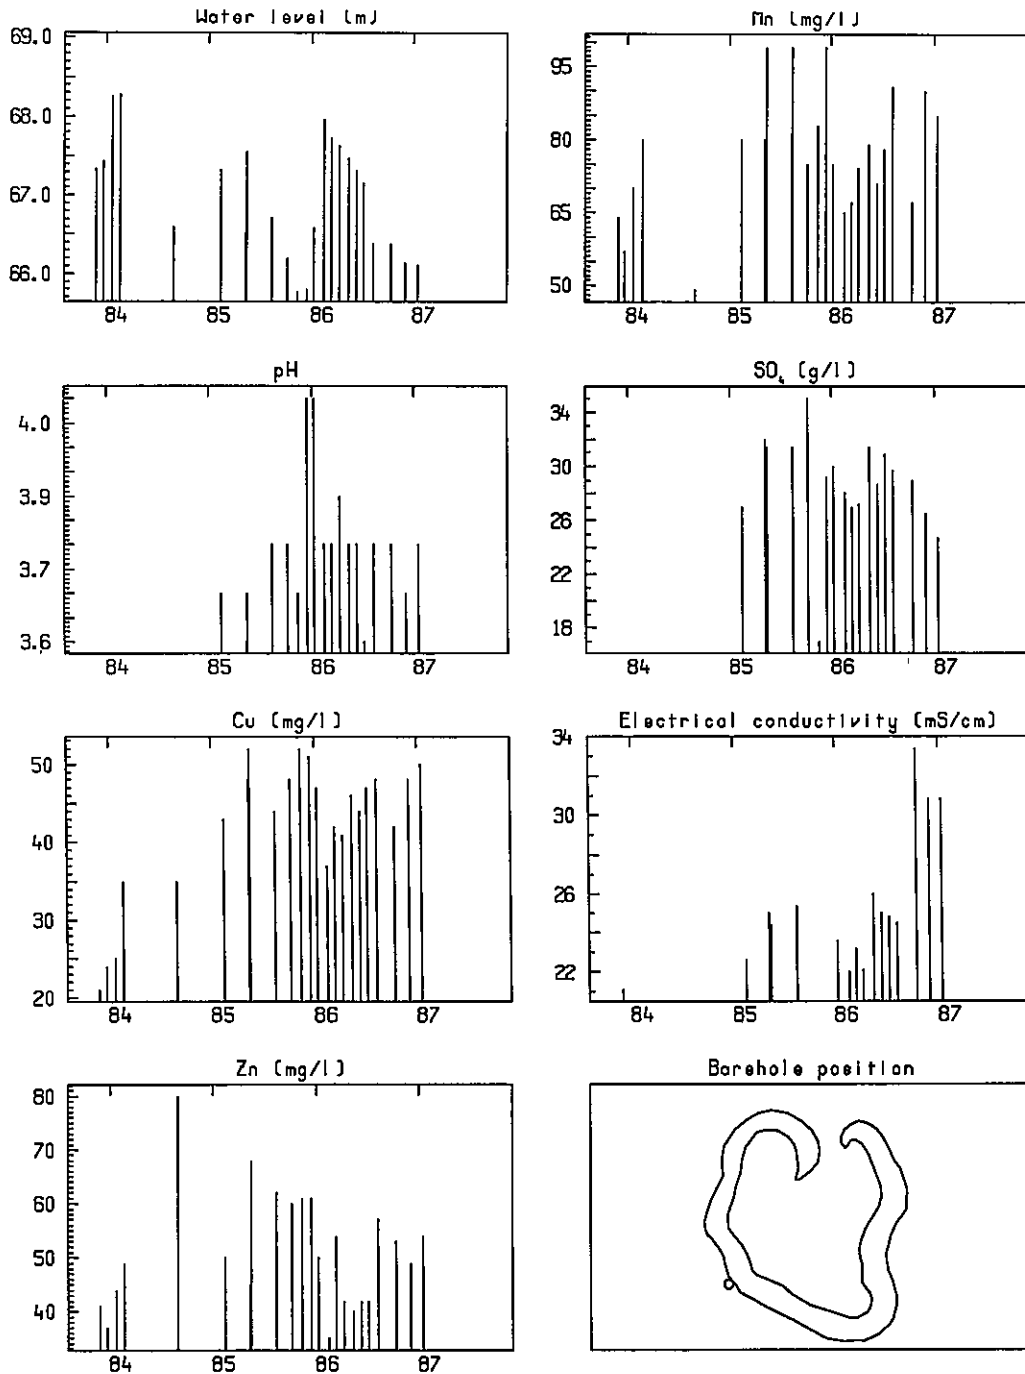 Water level (m)
69.0
68.0
67.0
66.0
84 85 86 87
Mn (mg/l)
95
80
65
50
84 85 86 87
pH
4.0
3.9
3.7
3.6
84 85 86 87
SO₄ (g/l)
34
30
26
22
18
84 85 86 87
Cu (mg/l)
50
40
30
20
84 85 86 87
Electrical conductivity (mS/cm)
34
30
26
22
84 85 86 87
Zn (mg/l)
80
70
60
50
40
84 85 86 87
Borehole position